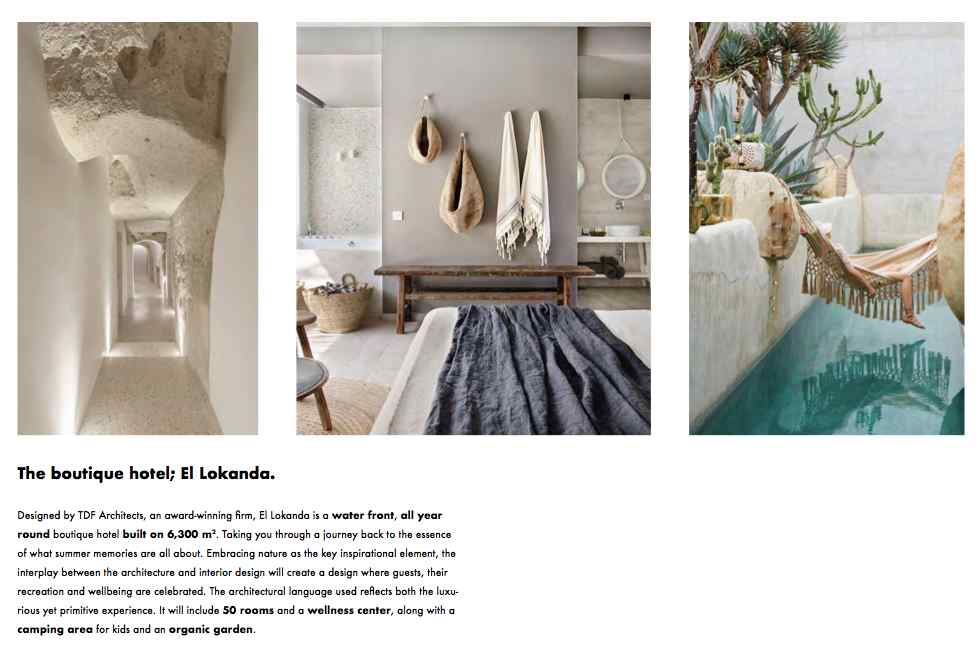 The boutique hotel; El Lokanda.
Designed by TDF Architects, an award-winning firm, El Lokanda is a water front, all year
round boutique hotel built on 6,300 m². Taking you through a journey back to the essence
of what summer memories are all about. Embracing nature as the key inspirational element, the
interplay between the architecture and interior design will create a design where guests, their
recreation and wellbeing are celebrated. The architectural language used reflects both the luxu-
rious yet primitive experience. It will include 50 rooms and a wellness center, along with a
camping area for kids and an organic garden.